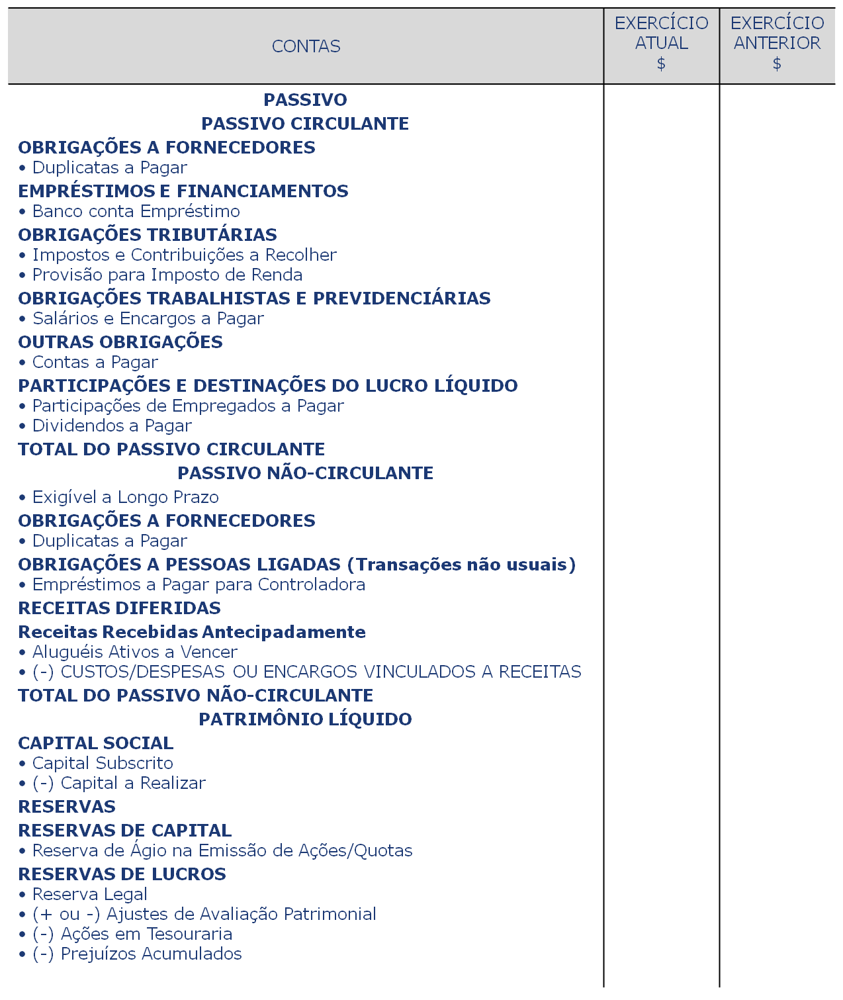 CONTAS
EXERCÍCIO
ATUAL
$
EXERCÍCIO
ANTERIOR
$
PASSIVO
PASSIVO CIRCULANTE
OBRIGAÇÕES A FORNECEDORES
• Duplicatas a Pagar
EMPRÉSTIMOS E FINANCIAMENTOS
• Banco conta Empréstimo
OBRIGAÇÕES TRIBUTÁRIAS
• Impostos e Contribuições a Recolher
• Provisão para Imposto de Renda
OBRIGAÇÕES TRABALHISTAS E PREVIDENCIÁRIAS
• Salários e Encargos a Pagar
OUTRAS OBRIGAÇÕES
• Contas a Pagar
PARTICIPAÇÕES E DESTINAÇÕES DO LUCRO LÍQUIDO
• Participações de Empregados a Pagar
• Dividendos a Pagar
TOTAL DO PASSIVO CIRCULANTE
PASSIVO NÃO-CIRCULANTE
• Exigível a Longo Prazo
OBRIGAÇÕES A FORNECEDORES
• Duplicatas a Pagar
OBRIGAÇÕES A PESSOAS LIGADAS (Transações não usuais)
• Empréstimos a Pagar para Controladora
RECEITAS DIFERIDAS
Receitas Recebidas Antecipadamente
• Aluguéis Ativos a Vencer
• (-) CUSTOS/DESPESAS OU ENCARGOS VINCULADOS A RECEITAS
TOTAL DO PASSIVO NÃO-CIRCULANTE
PATRIMÔNIO LÍQUIDO
CAPITAL SOCIAL
• Capital Subscrito
• (-) Capital a Realizar
RESERVAS
RESERVAS DE CAPITAL
• Reserva de Ágio na Emissão de Ações/Quotas
RESERVAS DE LUCROS
• Reserva Legal
• (+ ou -) Ajustes de Avaliação Patrimonial
• (-) Ações em Tesouraria
• (-) Prejuízos Acumulados